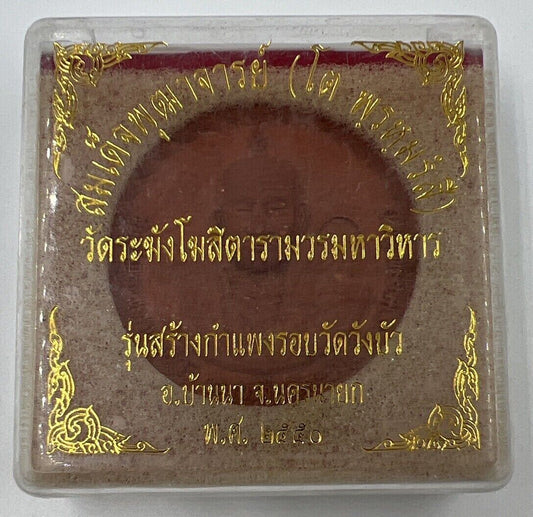 สมเด็จพุฒาจารย์ (โต พรหมรังสี)
วัดระฆังโฆสิตารามวรมหาวิหาร
รุ่นสร้างกำแพงรอบวัดวังบัว
อ.บ้านนา จ.นครนายก
พ.ศ. ๒๕๕๐